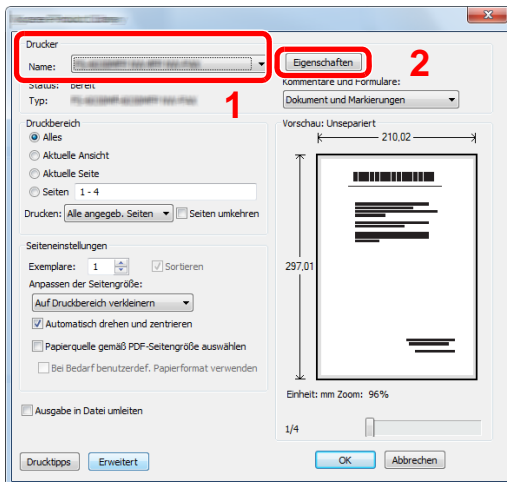 Drucker
Name:
Eigenschaften
2
Status: Bereit
Kommentare und Formulare:
Typ:
1
Dokument und Markierungen
Druckbereich
Alles
Aktuelle Ansicht
Aktuelle Seite
Seiten 1 - 4
Drucken: Alle angegeb. Seiten Seiten umkehren
Vorschau: Unsepariert
210,02
297,01
Seiteneinstellungen
Exemplare: 1 Sortieren
Anpassen der Seitengröße:
Auf Druckbereich verkleinern
Automatisch drehen und zentrieren
Papierquelle gemäß PDF-Seitengröße auswählen
Bei Bedarf benutzerdef. Papierformat verwenden
Einheit: mm Zoom: 96%
Ausgabe in Datei umleiten
1/4
Drucktipps
Erweitert
OK
Abbrechen